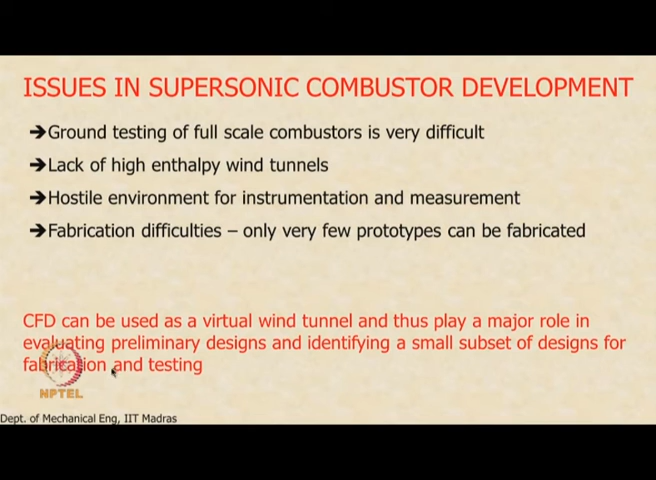 ISSUES IN SUPERSONIC COMBUSTOR DEVELOPMENT
➔Ground testing of full scale combustors is very difficult
➔Lack of high enthalpy wind tunnels
➔Hostile environment for instrumentation and measurement
➔Fabrication difficulties – only very few prototypes can be fabricated
CFD can be used as a virtual wind tunnel and thus play a major role in
evaluating preliminary designs and identifying a small subset of designs for
fabrication and testing
NPTEL
Dept. of Mechanical Eng, IIT Madras